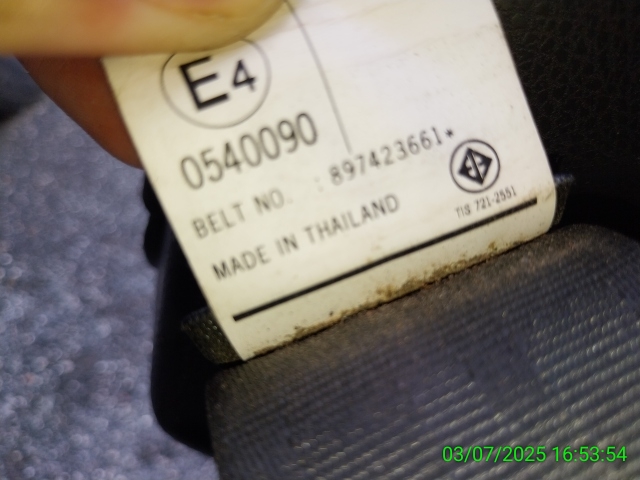 E4
0540090
BELT NO. : 897423661*
MADE IN THAILAND
TIS 721-2551
03/07/2025 16:53:54